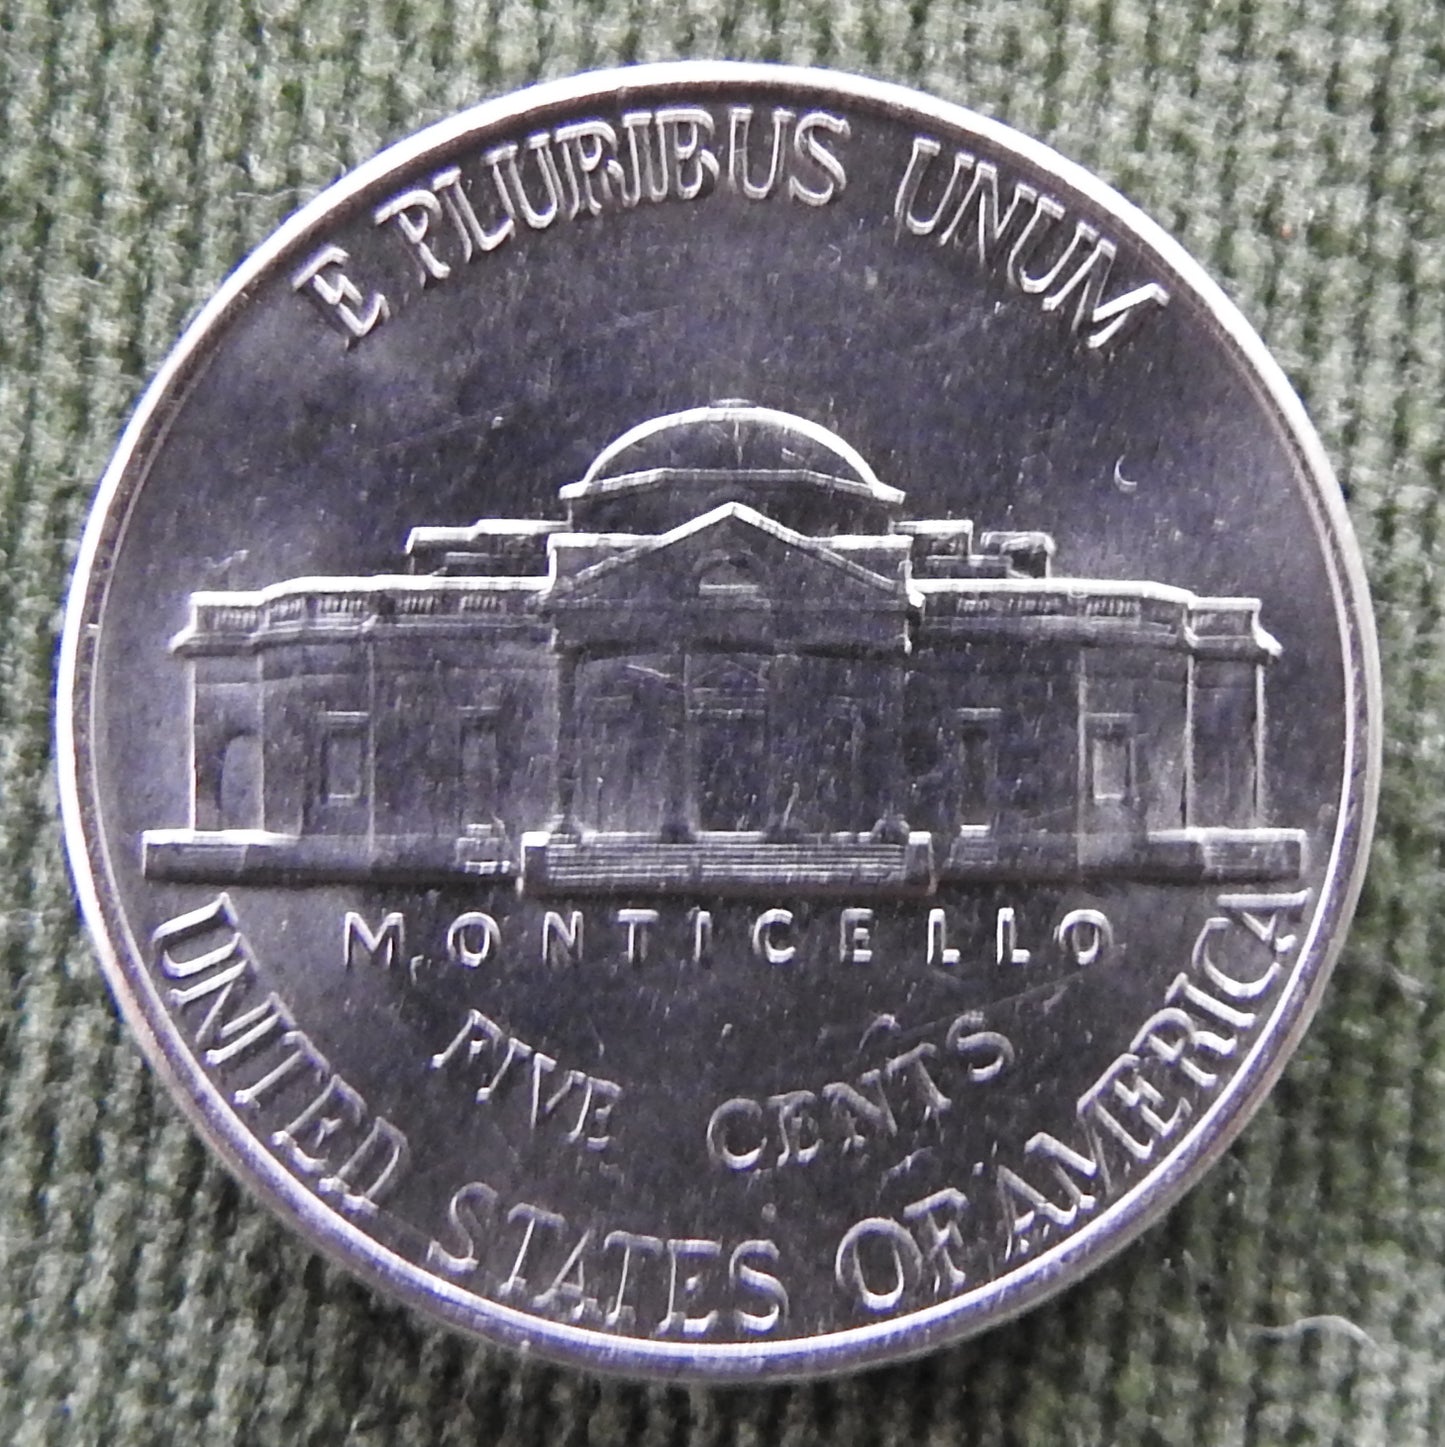 E PLURIBUS UNUM
MONTICELLO
FIVE CENTS
UNITED STATES OF AMERICA